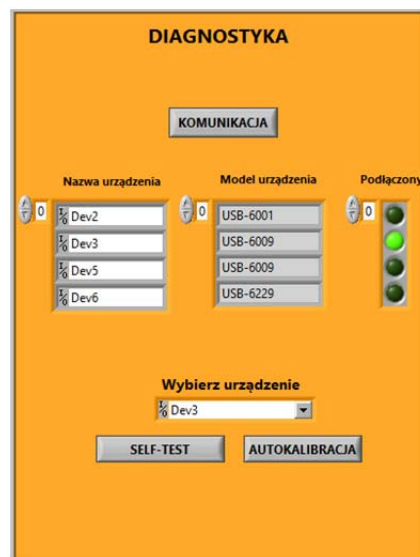 DIAGNOSTYKA
KOMUNIKACJA
Nazwa urządzenia Model urządzenia Podłączony
0 Dev2 0 USB-6001 0
Dev3 USB-6009
Dev5 USB-6009
Dev6 USB-6229
Wybierz urządzenie
Dev3
SELF-TEST AUTOKALIBRACJA